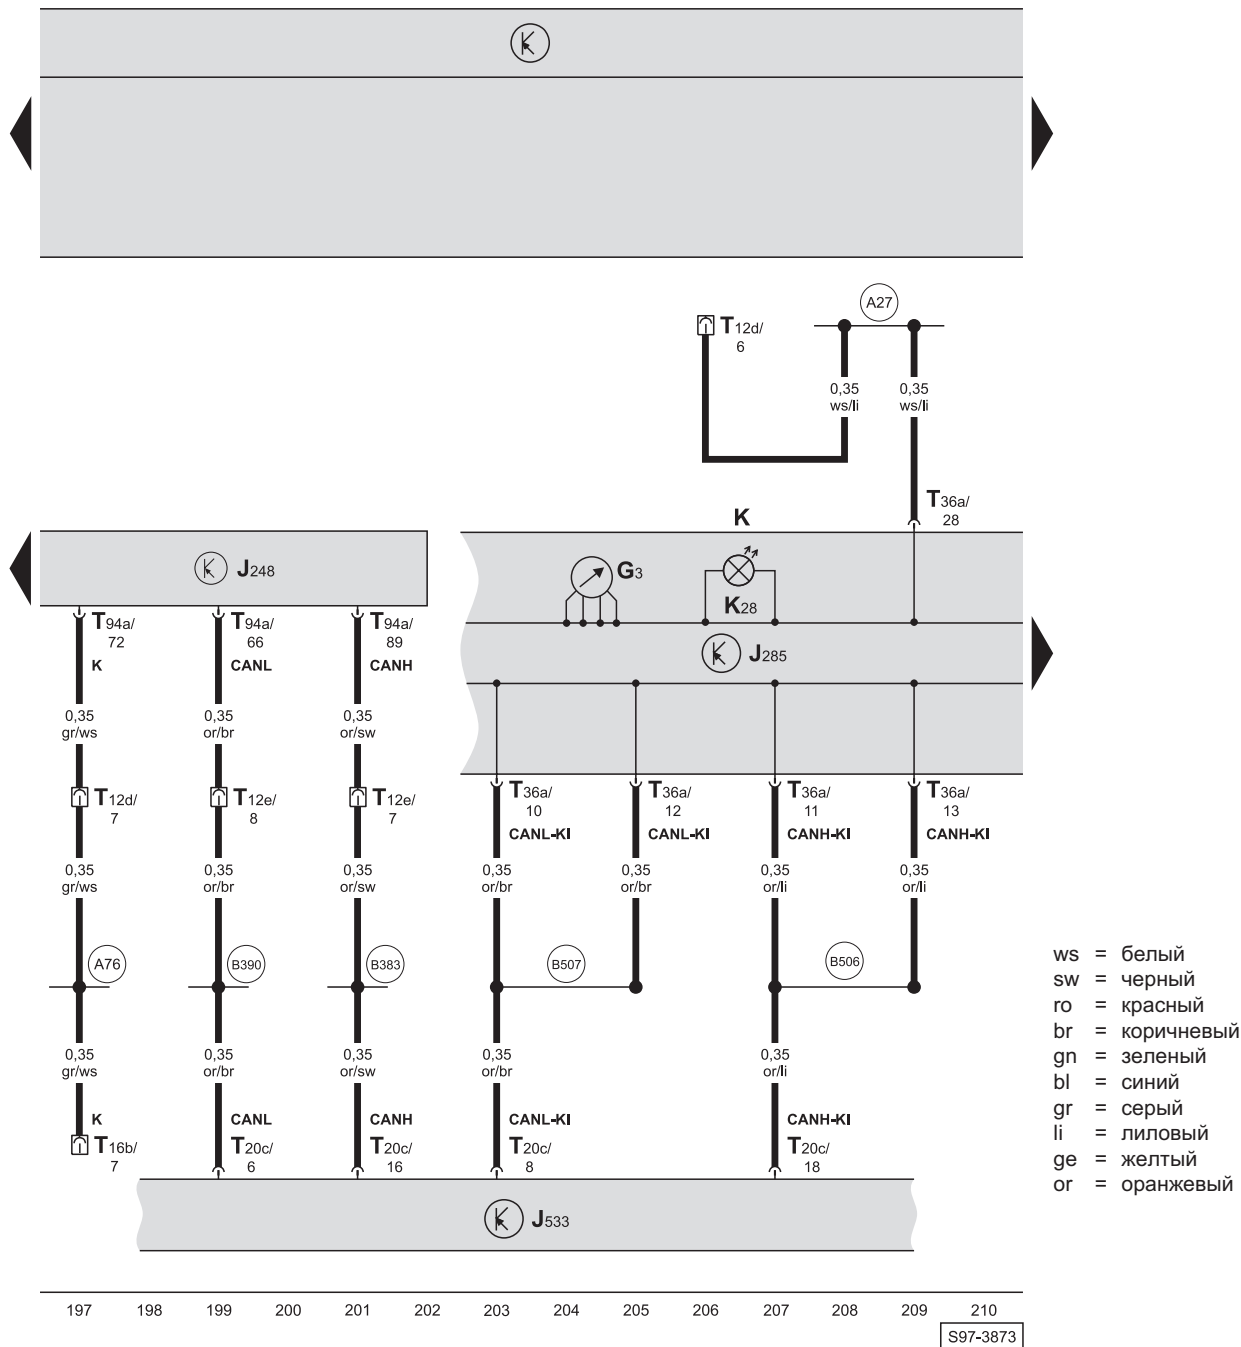 A27
T12d/
6
0,35
ws/li
0,35
ws/li
T36a/
28
K
J248
G3
K28
J285
T94a/
72
K
T94a/
66
CANL
T94a/
89
CANH
0,35
gr/ws
0,35
or/br
0,35
or/sw
T12d/
7
T12e/
8
T12e/
7
T36a/
10
CANL-KI
T36a/
12
CANL-KI
T36a/
11
CANH-KI
T36a/
13
CANH-KI
0,35
gr/ws
0,35
or/br
0,35
or/sw
0,35
or/br
0,35
or/br
0,35
or/li
0,35
or/li
A76
B390
B383
B507
B506
0,35
gr/ws
0,35
or/br
0,35
or/sw
0,35
or/br
0,35
or/li
K
T16b/
7
CANL
T20c/
6
CANH
T20c/
16
CANL-KI
T20c/
8
CANH-KI
T20c/
18
J533
ws = белый
sw = черный
ro = красный
br = коричневый
gn = зеленый
bl = синий
gr = серый
li = лиловый
ge = желтый
or = оранжевый
197 198 199 200 201 202 203 204 205 206 207 208 209 210
S97-3873